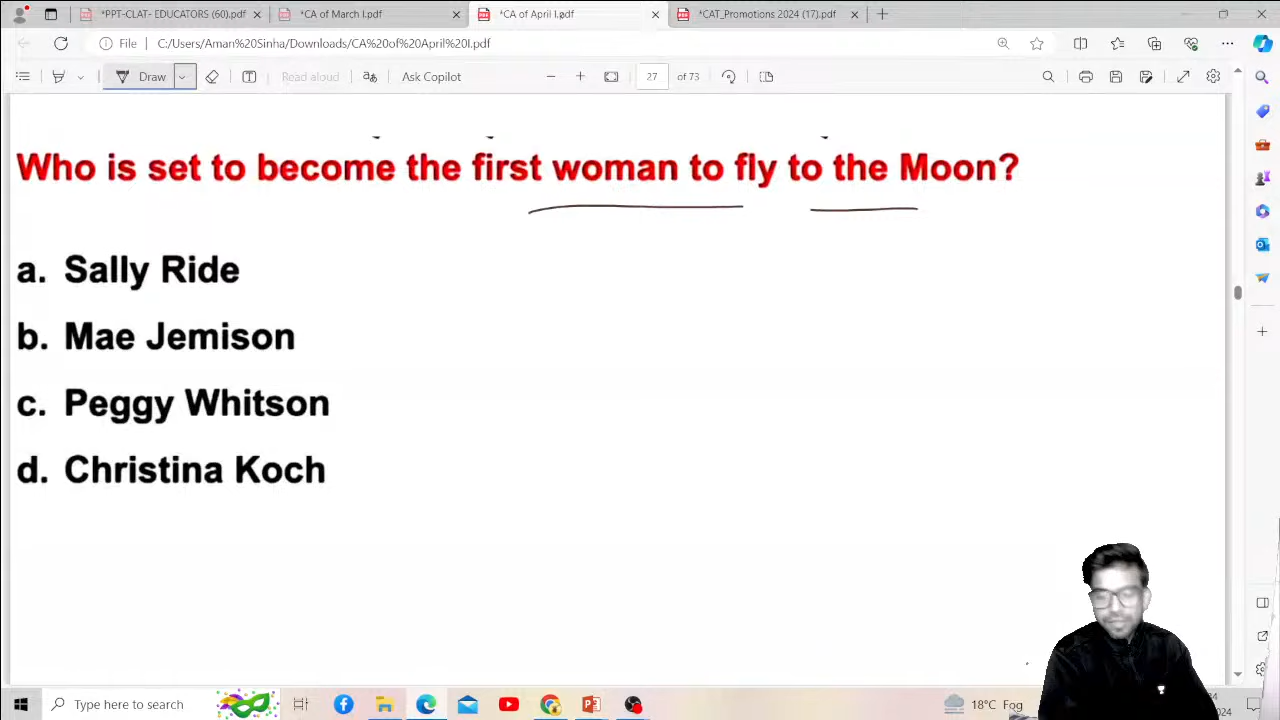 *PPT-CLAT- EDUCATORS (60).pdf
*CA of March I.pdf
*CA of April I.pdf
*CAT_Promotions 2024 (17).pdf
File
C:/Users/Aman%20Sinha/Downloads/CA%20of%20April%20I.pdf
Draw
Read aloud
Ask Copilot
27 of 73
Who is set to become the first woman to fly to the Moon?
a. Sally Ride
b. Mae Jemison
c. Peggy Whitson
d. Christina Koch
Type here to search
18°C Fog